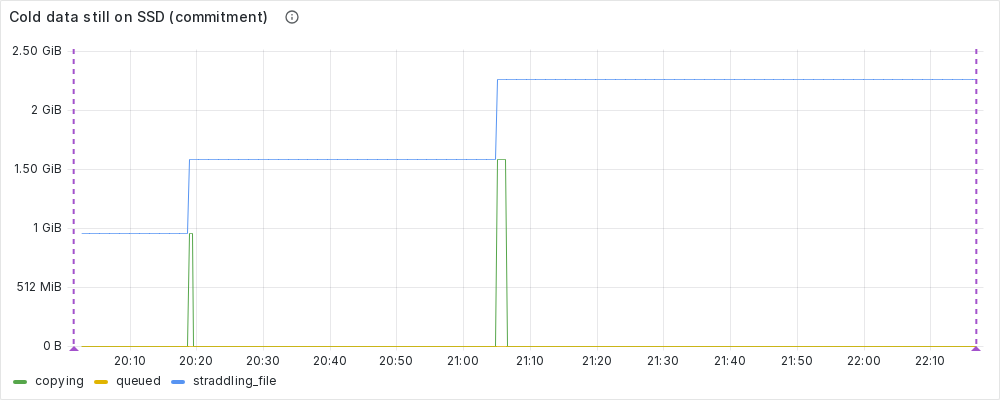 Cold data still on SSD (commitment)
2.50 GiB
2 GiB
1.50 GiB
1 GiB
512 MiB
0 B
20:10 20:20 20:30 20:40 20:50 21:00 21:10 21:20 21:30 21:40 21:50 22:00 22:10
copying queued straddling_file